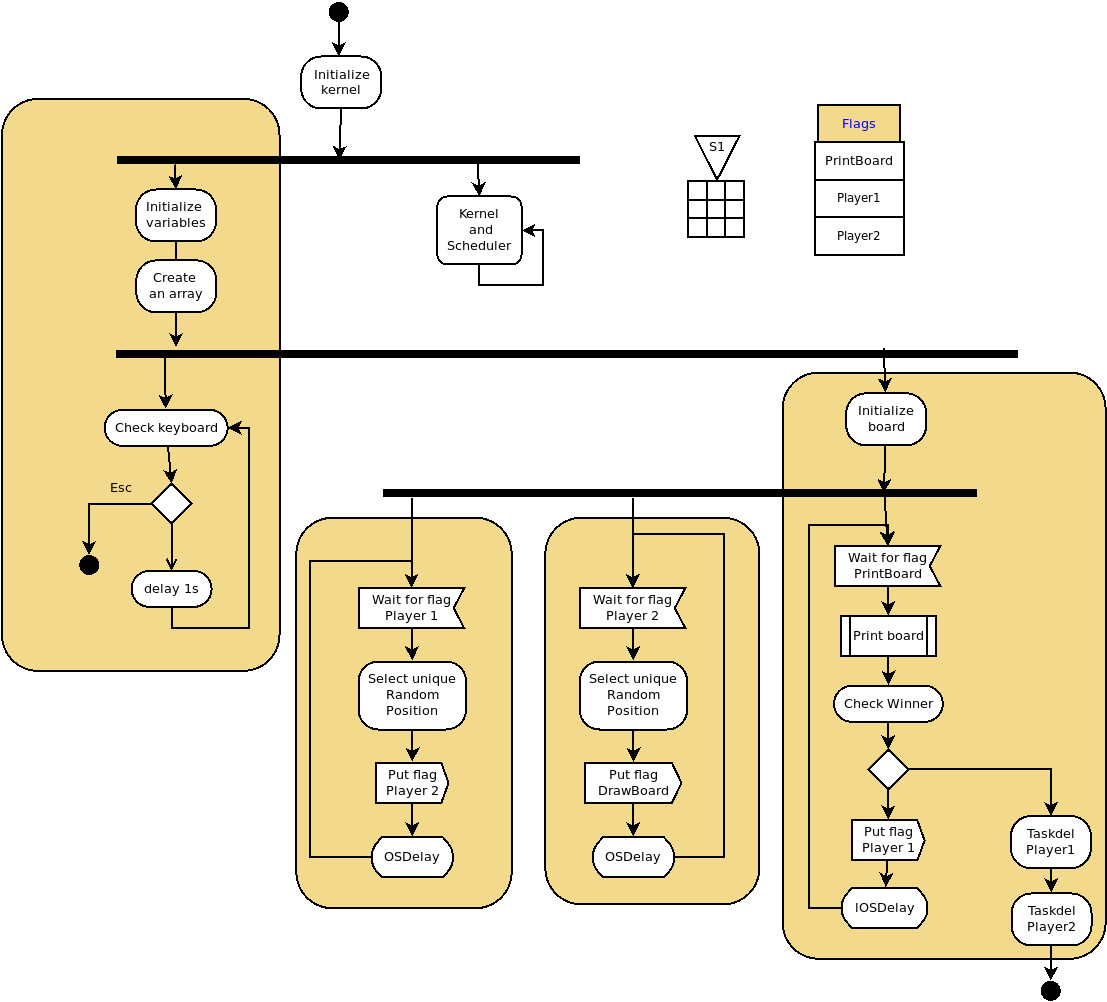 Initialize
kernel
S1
Flags
PrintBoard
Player1
Player2
Initialize
variables
Kernel
and
Scheduler
Create
an array
Check keyboard
Esc
delay 1s
Initialize
board
Wait for flag
Player 1
Select unique
Random
Position
Put flag
Player 2
OSDelay
Wait for flag
Player 2
Select unique
Random
Position
Put flag
DrawBoard
OSDelay
Wait for flag
PrintBoard
Print board
Check Winner
Put flag
Player 1
IOSDelay
Taskdel
Player1
Taskdel
Player2